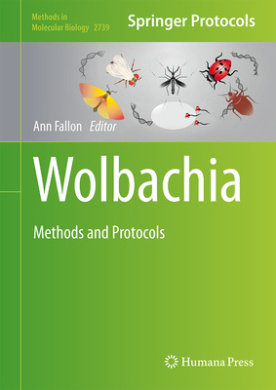 Methods in
Molecular Biology 2739
Springer Protocols
Ann Fallon Editor
Wolbachia
Methods and Protocols
Humana Press